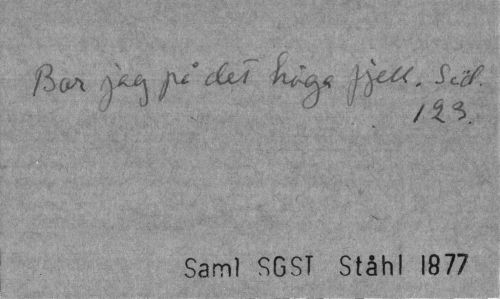 Bor jag på det höga fjell. Sid.
123.
Saml SGST Ståhl 1877